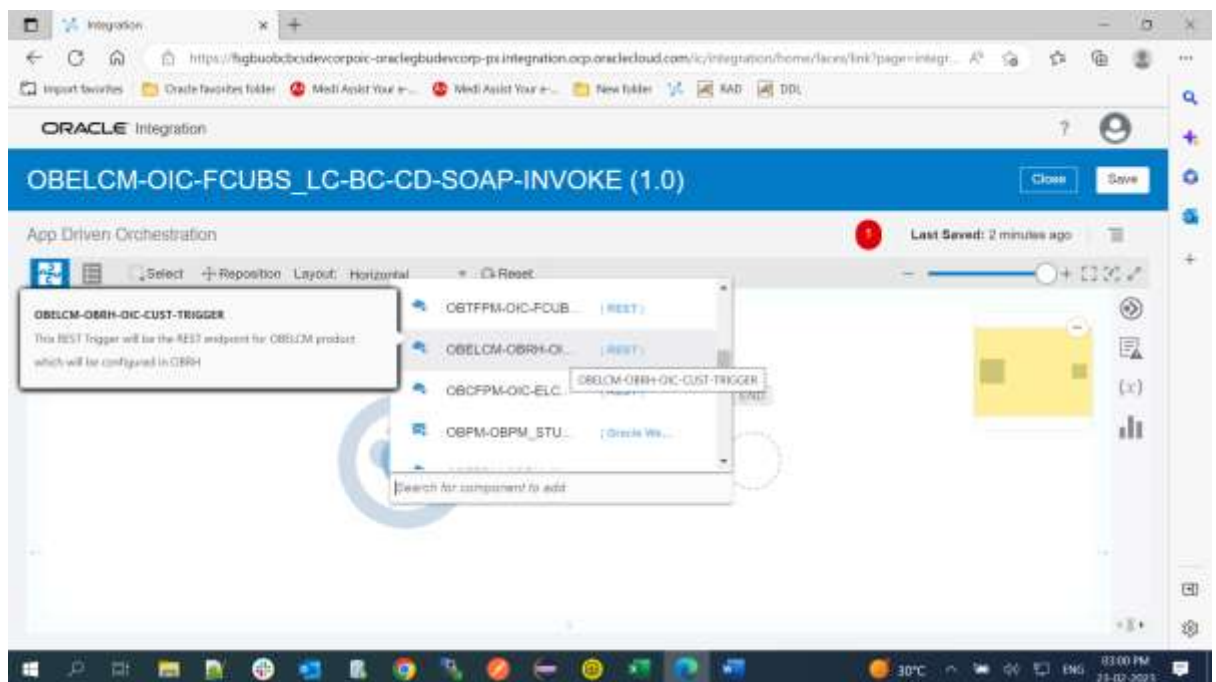 Integration
https://fsgbuobcbcsdevcorpoic-oraclegbudevcorp-px.integration.ocp.oraclecloud.com/ic/integration/home/faces/link?page=integr...
Import favorites Oracle favorites folder Medi Assist Your e-... Medi Assist Your e-... New folder RAD DDL
ORACLE Integration ?
OBELCM-OIC-FCUBS_LC-BC-CD-SOAP-INVOKE (1.0) Close Save
App Driven Orchestration 1 Last Saved: 2 minutes ago
Select Reposition Layout: Horizontal Reset
OBELCM-OBRH-OIC-CUST-TRIGGER
This REST Trigger will be the REST endpoint for OBELCM product
which will be configured in OBRH
OBTFPM-OIC-FCUB... ( REST )
OBELCM-OBRH-OI... ( REST )
OBELCM-OBRH-OIC-CUST-TRIGGER
OBCFPM-OIC-ELC...
END
OBPM-OBPM_STU... ( Oracle We...
Search for component to add
(x)
30°C ENG 03:00 PM
23-02-2023